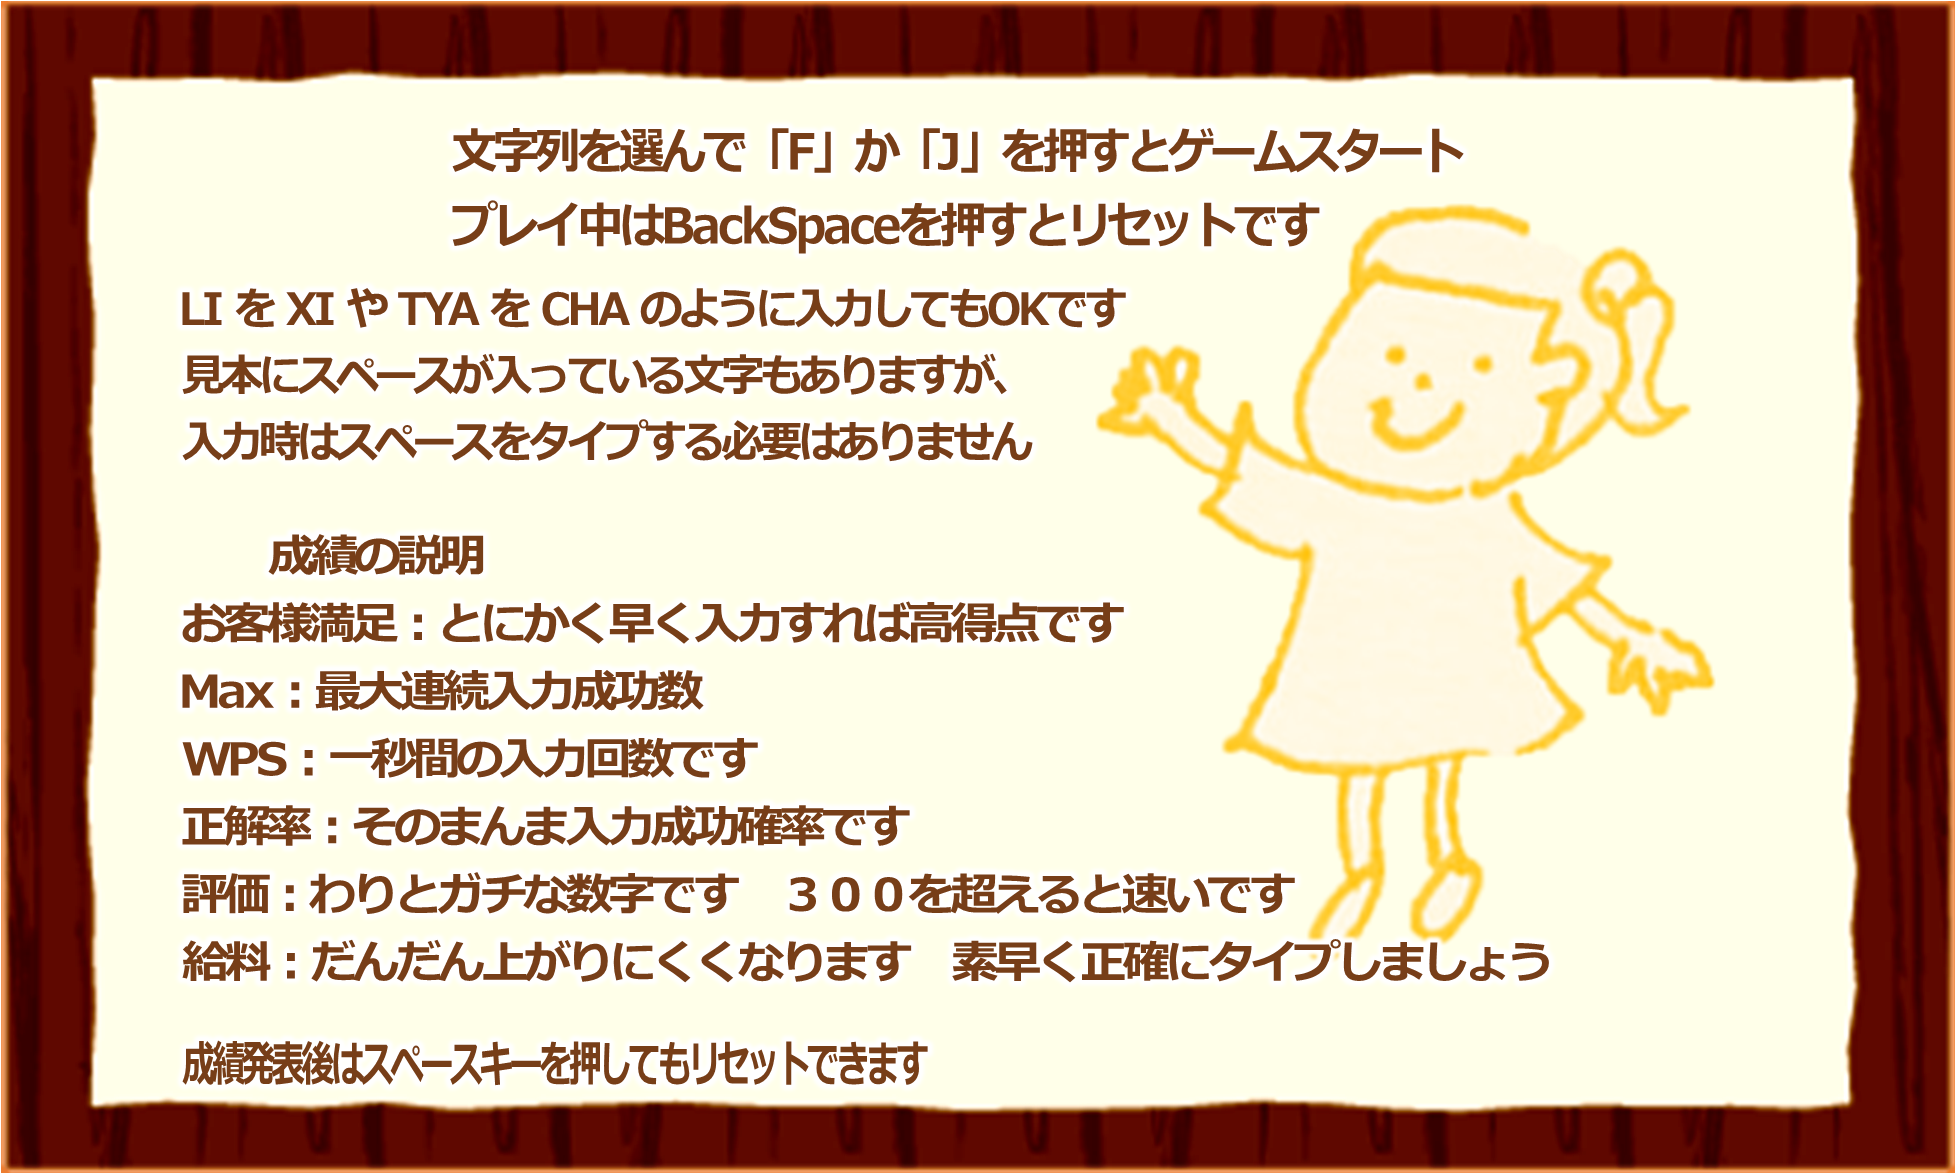 文字列を選んで「F」か「J」を押すとゲームスタート
プレイ中はBackSpaceを押すとリセットです
LI を XI や TYA を CHA のように入力してもOKです
見本にスペースが入っている文字もありますが、
入力時はスペースをタイプする必要はありません
成績の説明
お客様満足：とにかく早く入力すれば高得点です
Max：最大連続入力成功数
WPS：一秒間の入力回数です
正解率：そのまんま入力成功確率です
評価：わりとガチな数字です　３００を超えると速いです
給料：だんだん上がりにくくなります　素早く正確にタイプしましょう
成績発表後はスペースキーを押してもリセットできます